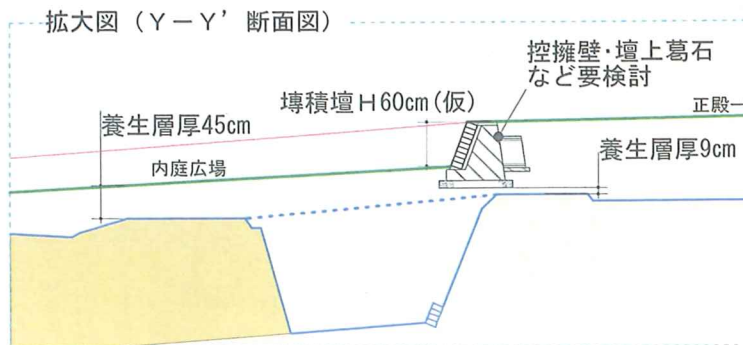 拡大図（Y－Y’断面図）
控擁壁・壇上葛石
など要検討
塼積壇H60cm(仮)
正殿一
養生層厚45cm
養生層厚9cm
内庭広場